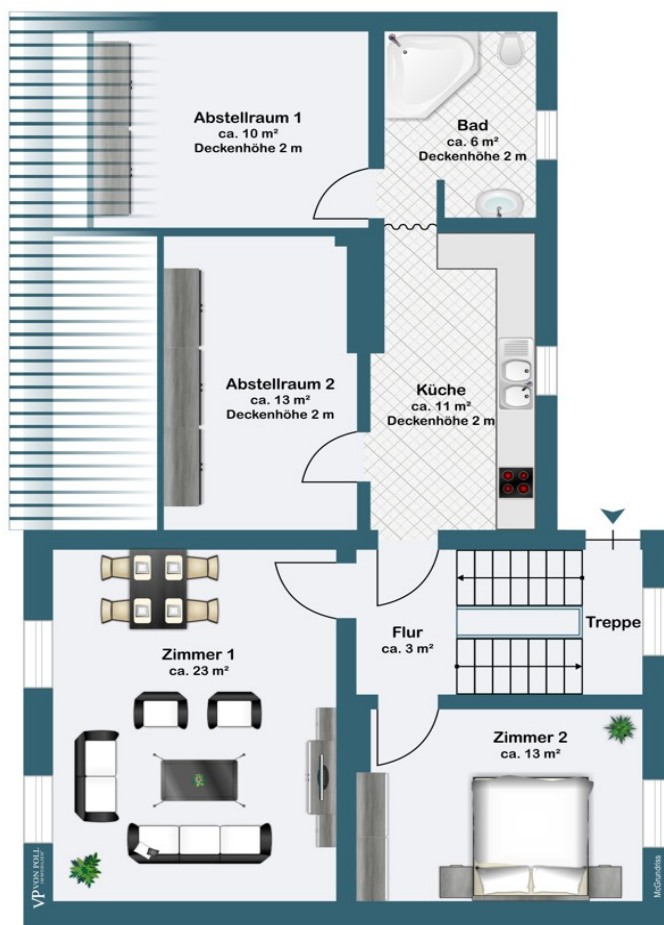 Abstellraum 1
ca. 10 m²
Deckenhöhe 2 m
Bad
ca. 6 m²
Deckenhöhe 2 m
Abstellraum 2
ca. 13 m²
Deckenhöhe 2 m
Küche
ca. 11 m²
Deckenhöhe 2 m
Zimmer 1
ca. 23 m²
Flur
ca. 3 m²
Treppe
Zimmer 2
ca. 13 m²
VP VON POLL
McGrundriss